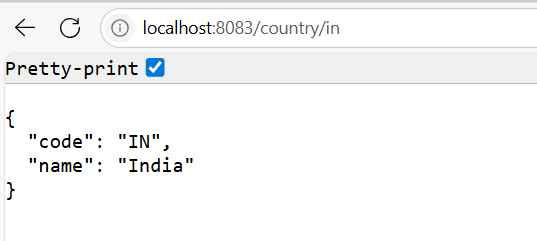 localhost:8083/country/in
Pretty-print
{
  "code": "IN",
  "name": "India"
}